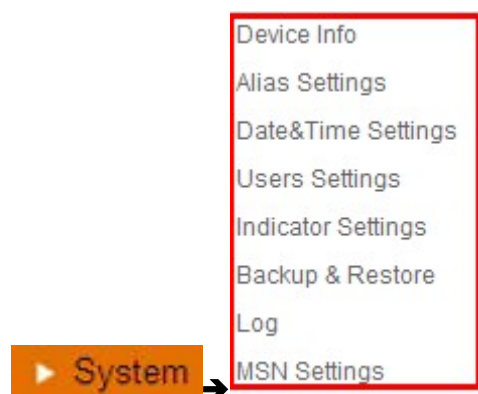 Device Info
Alias Settings
Date&Time Settings
Users Settings
Indicator Settings
Backup & Restore
Log
System
MSN Settings